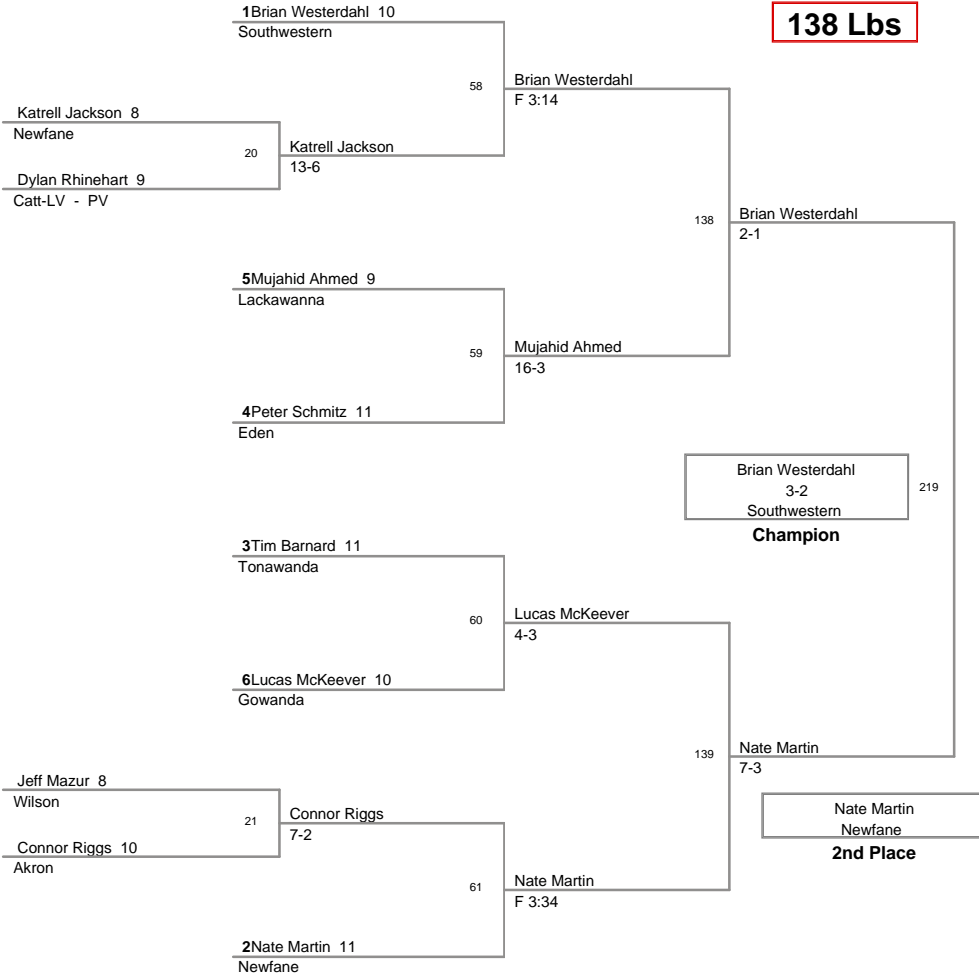 138 Lbs
1Brian Westerdahl 10
Southwestern
58
Brian Westerdahl
F 3:14
Katrell Jackson 8
Newfane
20
Katrell Jackson
13-6
Dylan Rhinehart 9
Catt-LV - PV
138
Brian Westerdahl
2-1
5Mujahid Ahmed 9
Lackawanna
59
Mujahid Ahmed
16-3
4Peter Schmitz 11
Eden
Brian Westerdahl
3-2
Southwestern
219
Champion
3Tim Barnard 11
Tonawanda
60
Lucas McKeever
4-3
6Lucas McKeever 10
Gowanda
139
Nate Martin
7-3
Jeff Mazur 8
Wilson
21
Connor Riggs
7-2
Connor Riggs 10
Akron
Nate Martin
Newfane
2nd Place
61
Nate Martin
F 3:34
2Nate Martin 11
Newfane